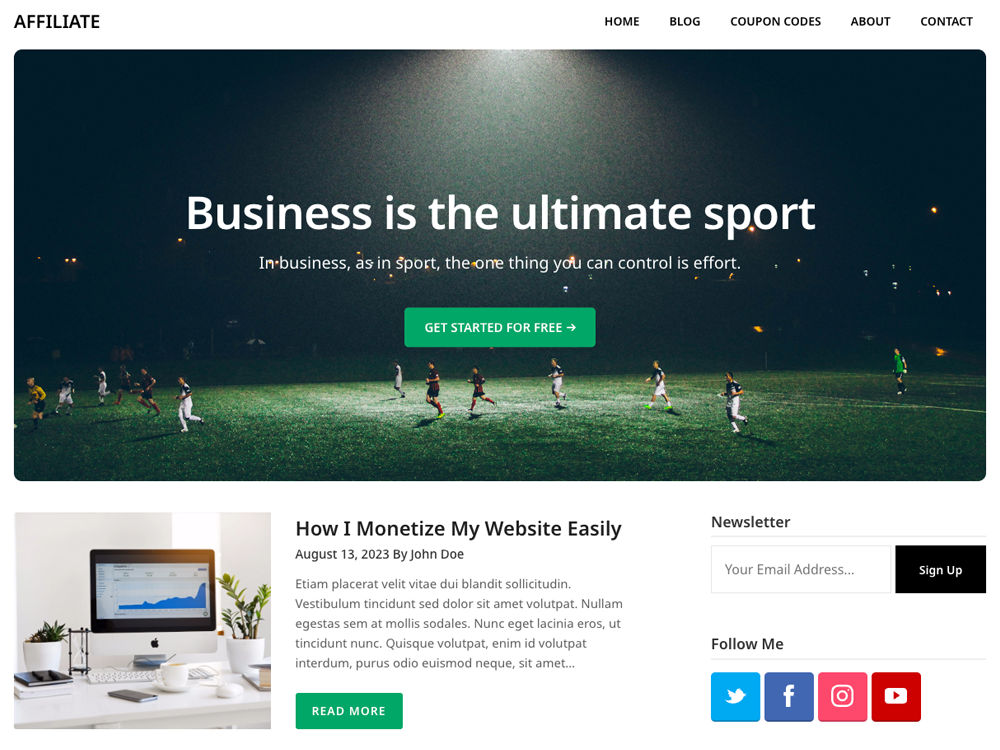 AFFILIATE
HOME BLOG COUPON CODES ABOUT CONTACT
Business is the ultimate sport
In business, as in sport, the one thing you can control is effort.
GET STARTED FOR FREE →
How I Monetize My Website Easily
August 13, 2023 By John Doe
Etiam placerat velit vitae dui blandit sollicitudin.
Vestibulum tincidunt sed dolor sit amet volutpat. Nullam
egestas sem at mollis sodales. Nunc eget lacinia eros, ut
tincidunt nunc. Quisque volutpat, enim id volutpat
interdum, purus odio euismod neque, sit amet...
READ MORE
Newsletter
Your Email Address...
Sign Up
Follow Me